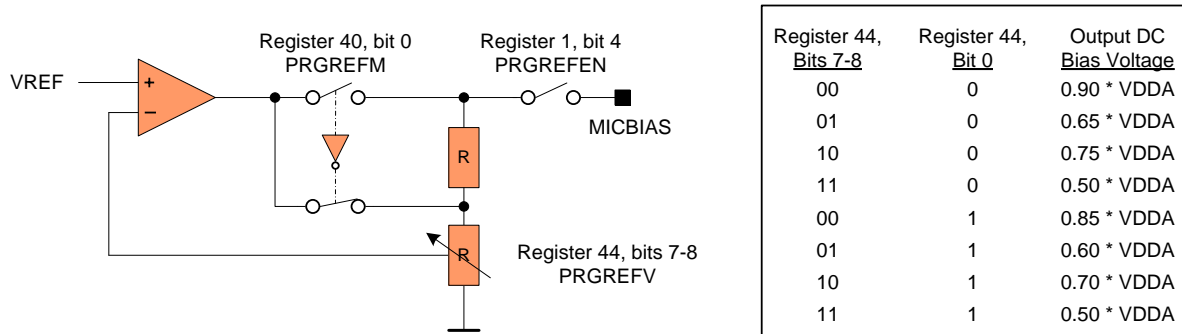 Register 40, bit 0
PRGREFM
Register 1, bit 4
PRGREFEN
VREF
+
−
MICBIAS
R
R
Register 44, bits 7-8
PRGREFV
Register 44, Bits 7-8 Register 44, Bit 0 Output DC Bias Voltage
00 0 0.90 * VDDA
01 0 0.65 * VDDA
10 0 0.75 * VDDA
11 0 0.50 * VDDA
00 1 0.85 * VDDA
01 1 0.60 * VDDA
10 1 0.70 * VDDA
11 1 0.50 * VDDA